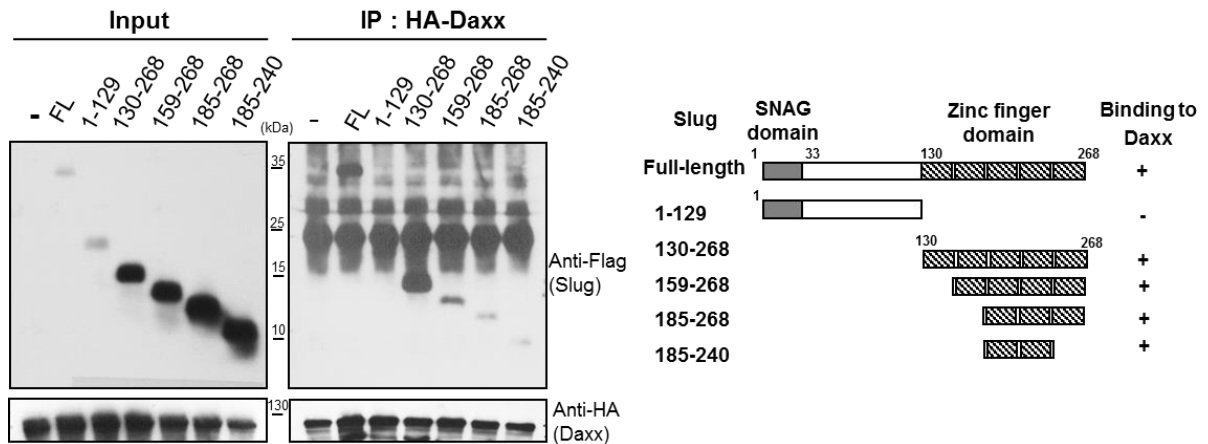 Input
IP : HA-Daxx
- FL 1-129 130-268 159-268 185-268 185-240
(kDa)
- FL 1-129 130-268 159-268 185-268 185-240
35
25
15
10
Anti-Flag
(Slug)
130
Anti-HA
(Daxx)
Slug
SNAG
domain
Zinc finger
domain
Binding to
Daxx
1 33 130 268
Full-length +
1
1-129 -
130 268
130-268 +
159-268 +
185-268 +
185-240 +